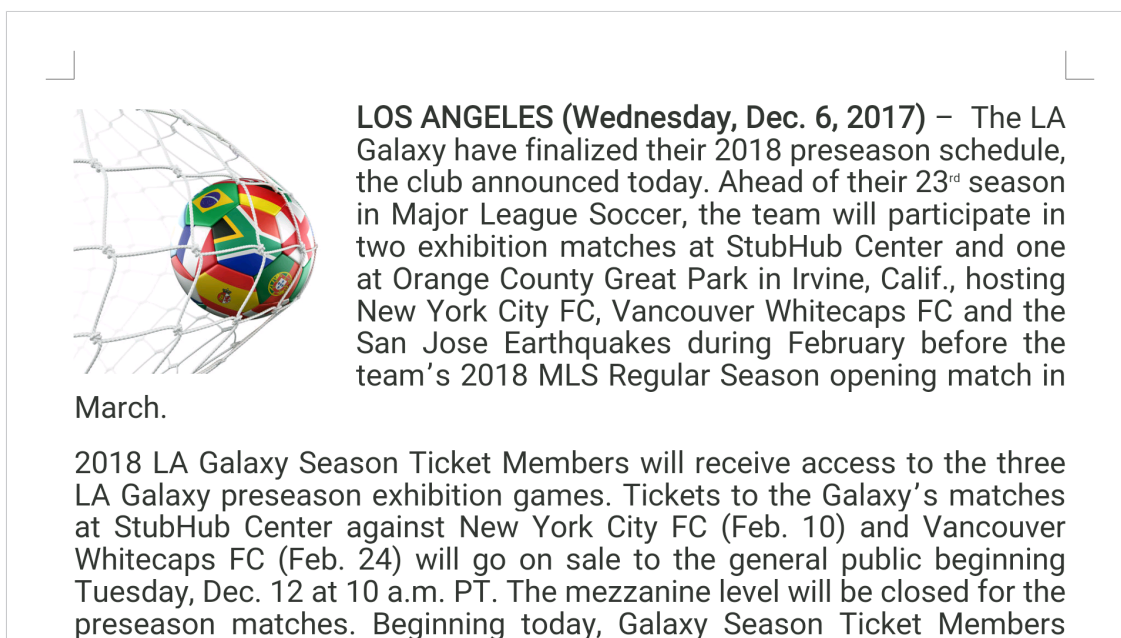 LOS ANGELES (Wednesday, Dec. 6, 2017) – The LA
Galaxy have finalized their 2018 preseason schedule,
the club announced today. Ahead of their 23rd season
in Major League Soccer, the team will participate in
two exhibition matches at StubHub Center and one
at Orange County Great Park in Irvine, Calif., hosting
New York City FC, Vancouver Whitecaps FC and the
San Jose Earthquakes during February before the
team’s 2018 MLS Regular Season opening match in
March.
2018 LA Galaxy Season Ticket Members will receive access to the three
LA Galaxy preseason exhibition games. Tickets to the Galaxy’s matches
at StubHub Center against New York City FC (Feb. 10) and Vancouver
Whitecaps FC (Feb. 24) will go on sale to the general public beginning
Tuesday, Dec. 12 at 10 a.m. PT. The mezzanine level will be closed for the
preseason matches. Beginning today, Galaxy Season Ticket Members